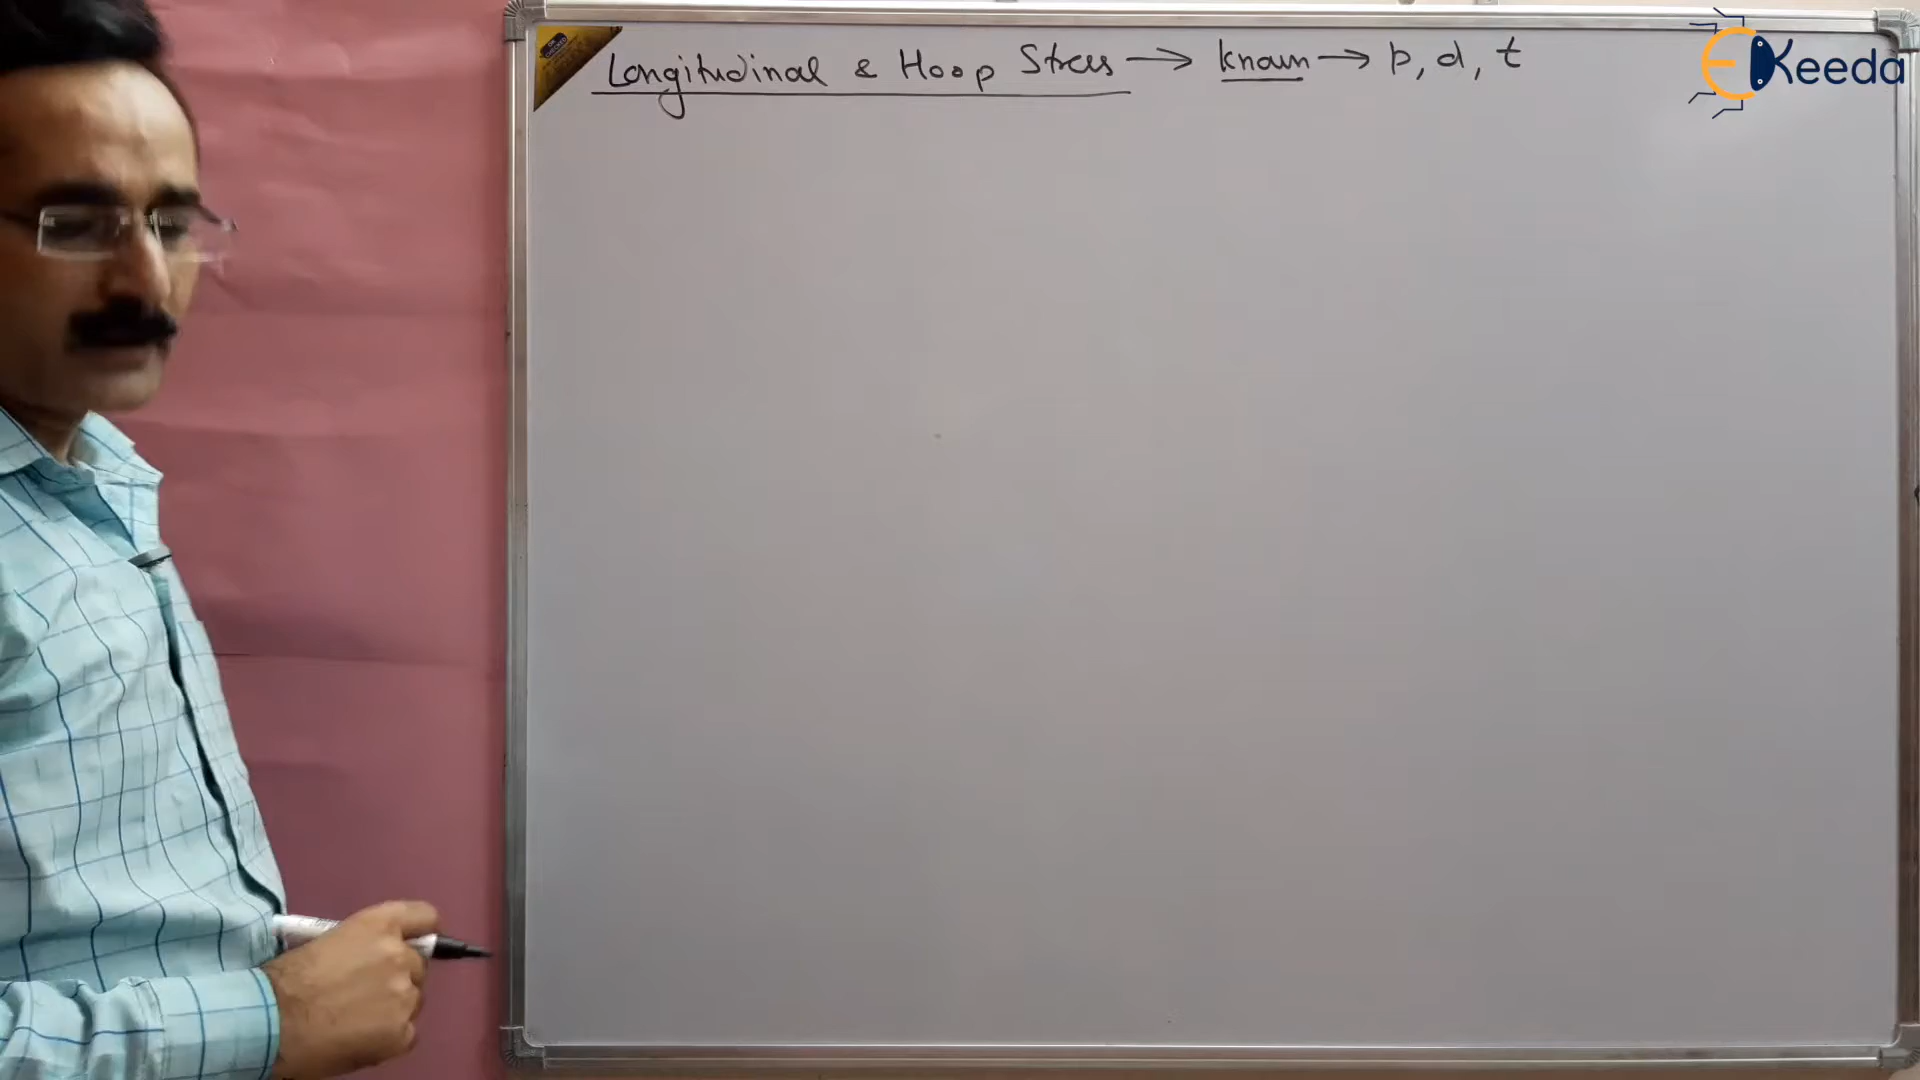 Longitudinal & Hoop Stress → known → p, d, t
EKeeda